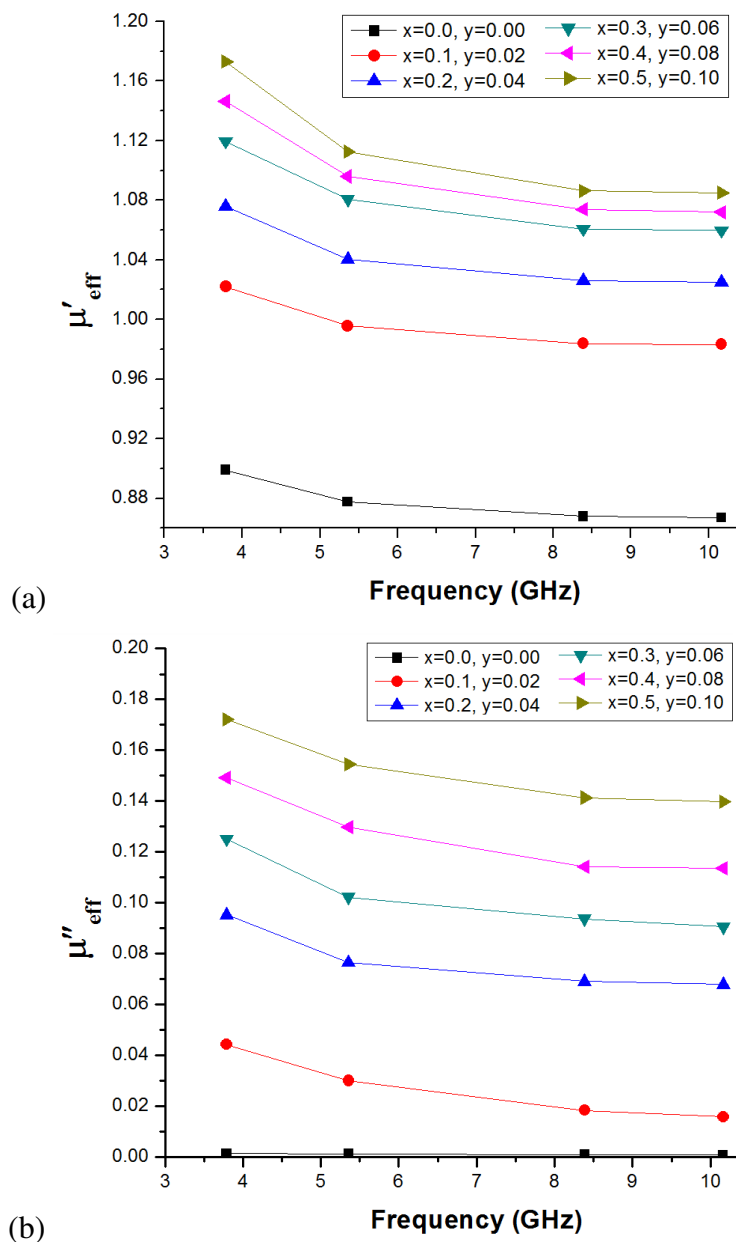 x=0.0, y=0.00
x=0.1, y=0.02
x=0.2, y=0.04
x=0.3, y=0.06
x=0.4, y=0.08
x=0.5, y=0.10
1.20
1.16
1.12
1.08
1.04
1.00
0.96
0.92
0.88
μ′eff
3 4 5 6 7 8 9 10
Frequency (GHz)
(a)
x=0.0, y=0.00
x=0.1, y=0.02
x=0.2, y=0.04
x=0.3, y=0.06
x=0.4, y=0.08
x=0.5, y=0.10
0.20
0.18
0.16
0.14
0.12
0.10
0.08
0.06
0.04
0.02
0.00
μ″eff
3 4 5 6 7 8 9 10
Frequency (GHz)
(b)